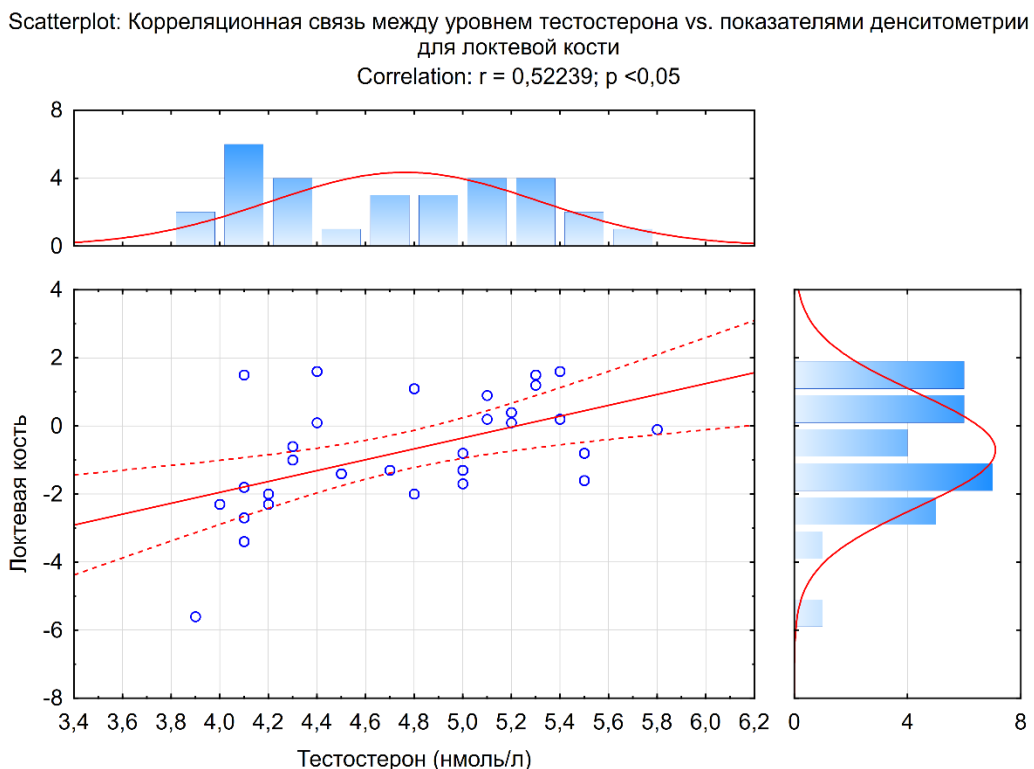 Scatterplot: Корреляционная связь между уровнем тестостерона vs. показателями денситометрии
для локтевой кости
Correlation: r = 0,52239; p <0,05
8
4
0
4
2
0
-2
-4
-6
-8
Локтевая кость
3,4 3,6 3,8 4,0 4,2 4,4 4,6 4,8 5,0 5,2 5,4 5,6 5,8 6,0 6,2
0 4 8
Тестостерон (нмоль/л)